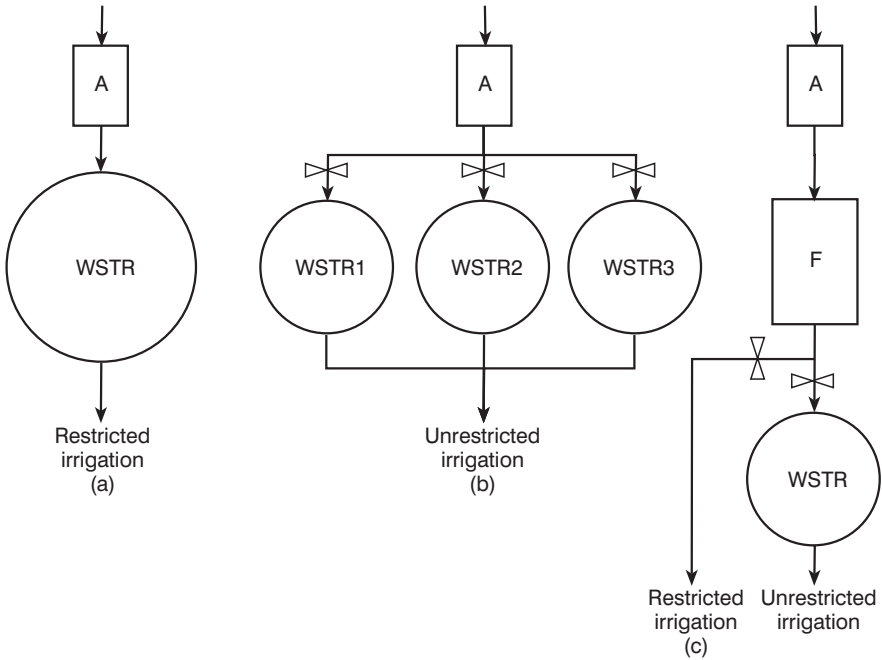 A
WSTR
Restricted
irrigation
(a)
A
WSTR1
WSTR2
WSTR3
Unrestricted
irrigation
(b)
A
F
WSTR
Restricted
irrigation
Unrestricted
irrigation
(c)